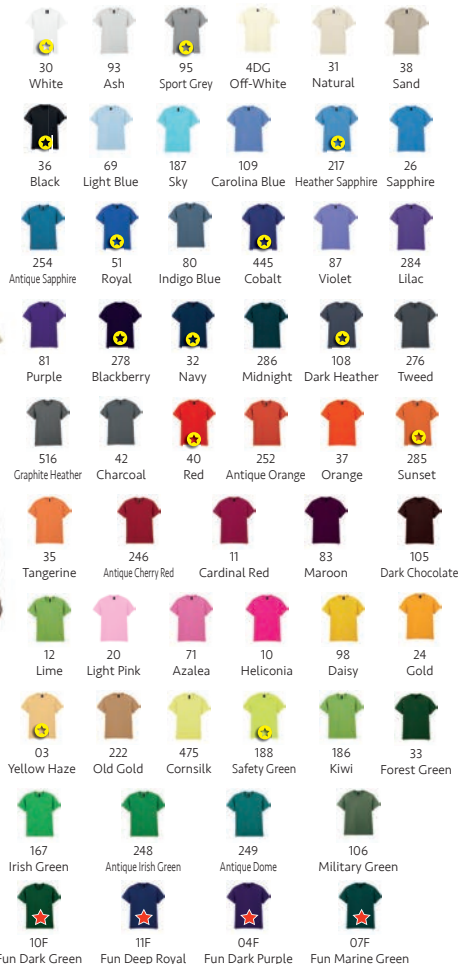 30 93 95 4DG 31 38
White Ash Sport Grey Off-White Natural Sand
36 69 187 109 217 26
Black Light Blue Sky Carolina Blue Heather Sapphire Sapphire
254 51 80 445 87 284
Antique Sapphire Royal Indigo Blue Cobalt Violet Lilac
81 278 32 286 108 276
Purple Blackberry Navy Midnight Dark Heather Tweed
516 42 40 252 37 285
Graphite Heather Charcoal Red Antique Orange Orange Sunset
35 246 11 83 105
Tangerine Antique Cherry Red Cardinal Red Maroon Dark Chocolate
12 20 71 10 98 24
Lime Light Pink Azalea Heliconia Daisy Gold
03 222 475 188 186 33
Yellow Haze Old Gold Cornsilk Safety Green Kiwi Forest Green
167 248 249 106
Irish Green Antique Irish Green Antique Dome Military Green
10F 11F 04F 07F
Fun Dark Green Fun Deep Royal Fun Dark Purple Fun Marine Green